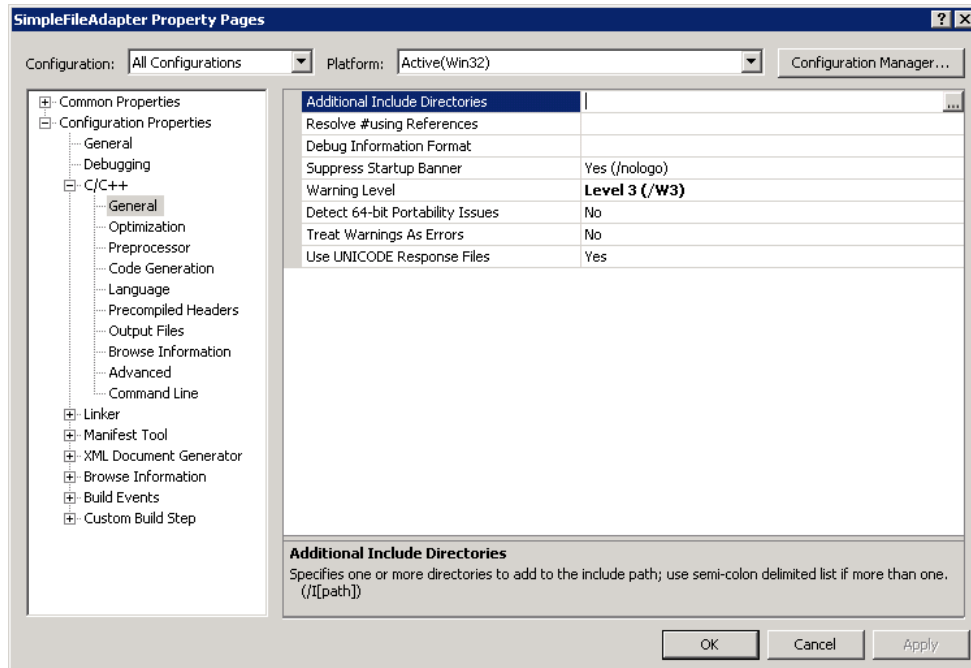 SimpleFileAdapter Property Pages
Configuration: All Configurations Platform: Active(Win32) Configuration Manager...
Common Properties
Configuration Properties
General
Debugging
C/C++
General
Optimization
Preprocessor
Code Generation
Language
Precompiled Headers
Output Files
Browse Information
Advanced
Command Line
Linker
Manifest Tool
XML Document Generator
Browse Information
Build Events
Custom Build Step
Additional Include Directories ...
Resolve #using References
Debug Information Format
Suppress Startup Banner Yes (/nologo)
Warning Level Level 3 (/W3)
Detect 64-bit Portability Issues No
Treat Warnings As Errors No
Use UNICODE Response Files Yes
Additional Include Directories
Specifies one or more directories to add to the include path; use semi-colon delimited list if more than one.
(/I[path])
OK Cancel Apply